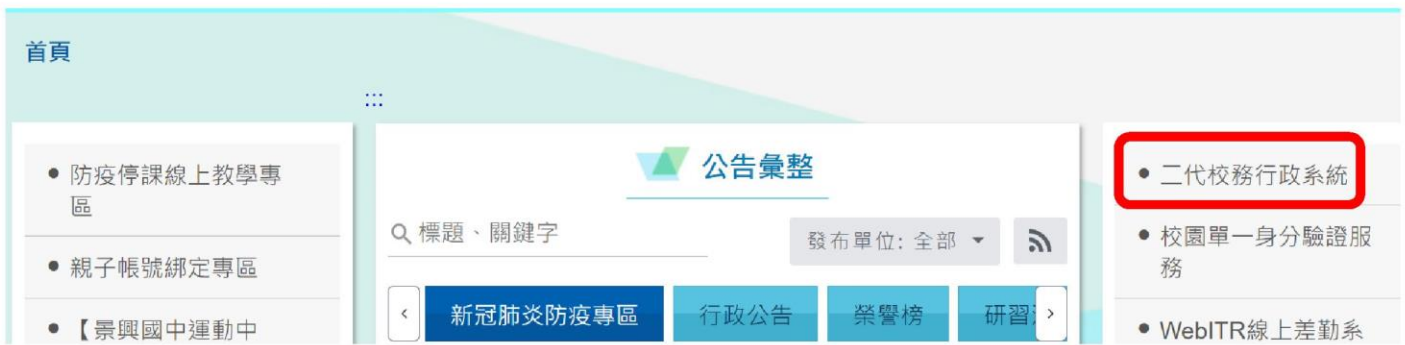 首頁
:::
● 防疫停課線上教學專
區
● 親子帳號綁定專區
● 【景興國中運動中
公告彙整
標題、關鍵字
發布單位: 全部
新冠肺炎防疫專區
行政公告
榮譽榜
研習
● 二代校務行政系統
● 校園單一身分驗證服
務
● WebITR線上差勤系